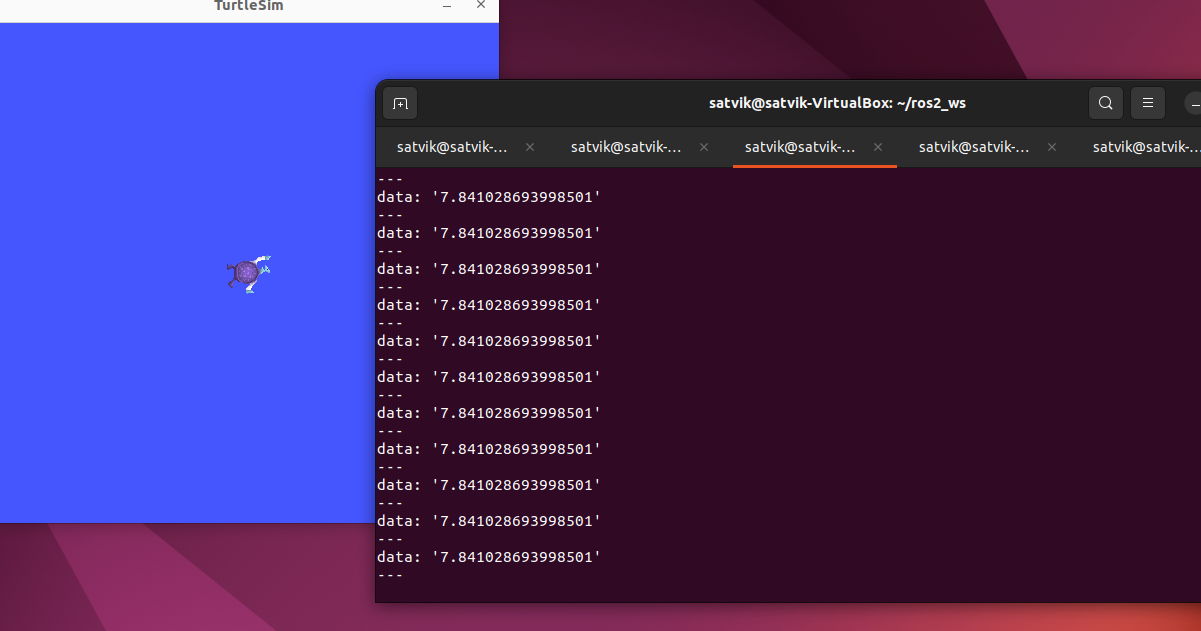 TurtleSim
satvik@satvik-VirtualBox: ~/ros2_ws
satvik@satvik-... satvik@satvik-... satvik@satvik-... satvik@satvik-... satvik@satvik-...
---
data: '7.841028693998501'
---
data: '7.841028693998501'
---
data: '7.841028693998501'
---
data: '7.841028693998501'
---
data: '7.841028693998501'
---
data: '7.841028693998501'
---
data: '7.841028693998501'
---
data: '7.841028693998501'
---
data: '7.841028693998501'
---
data: '7.841028693998501'
---
data: '7.841028693998501'
---